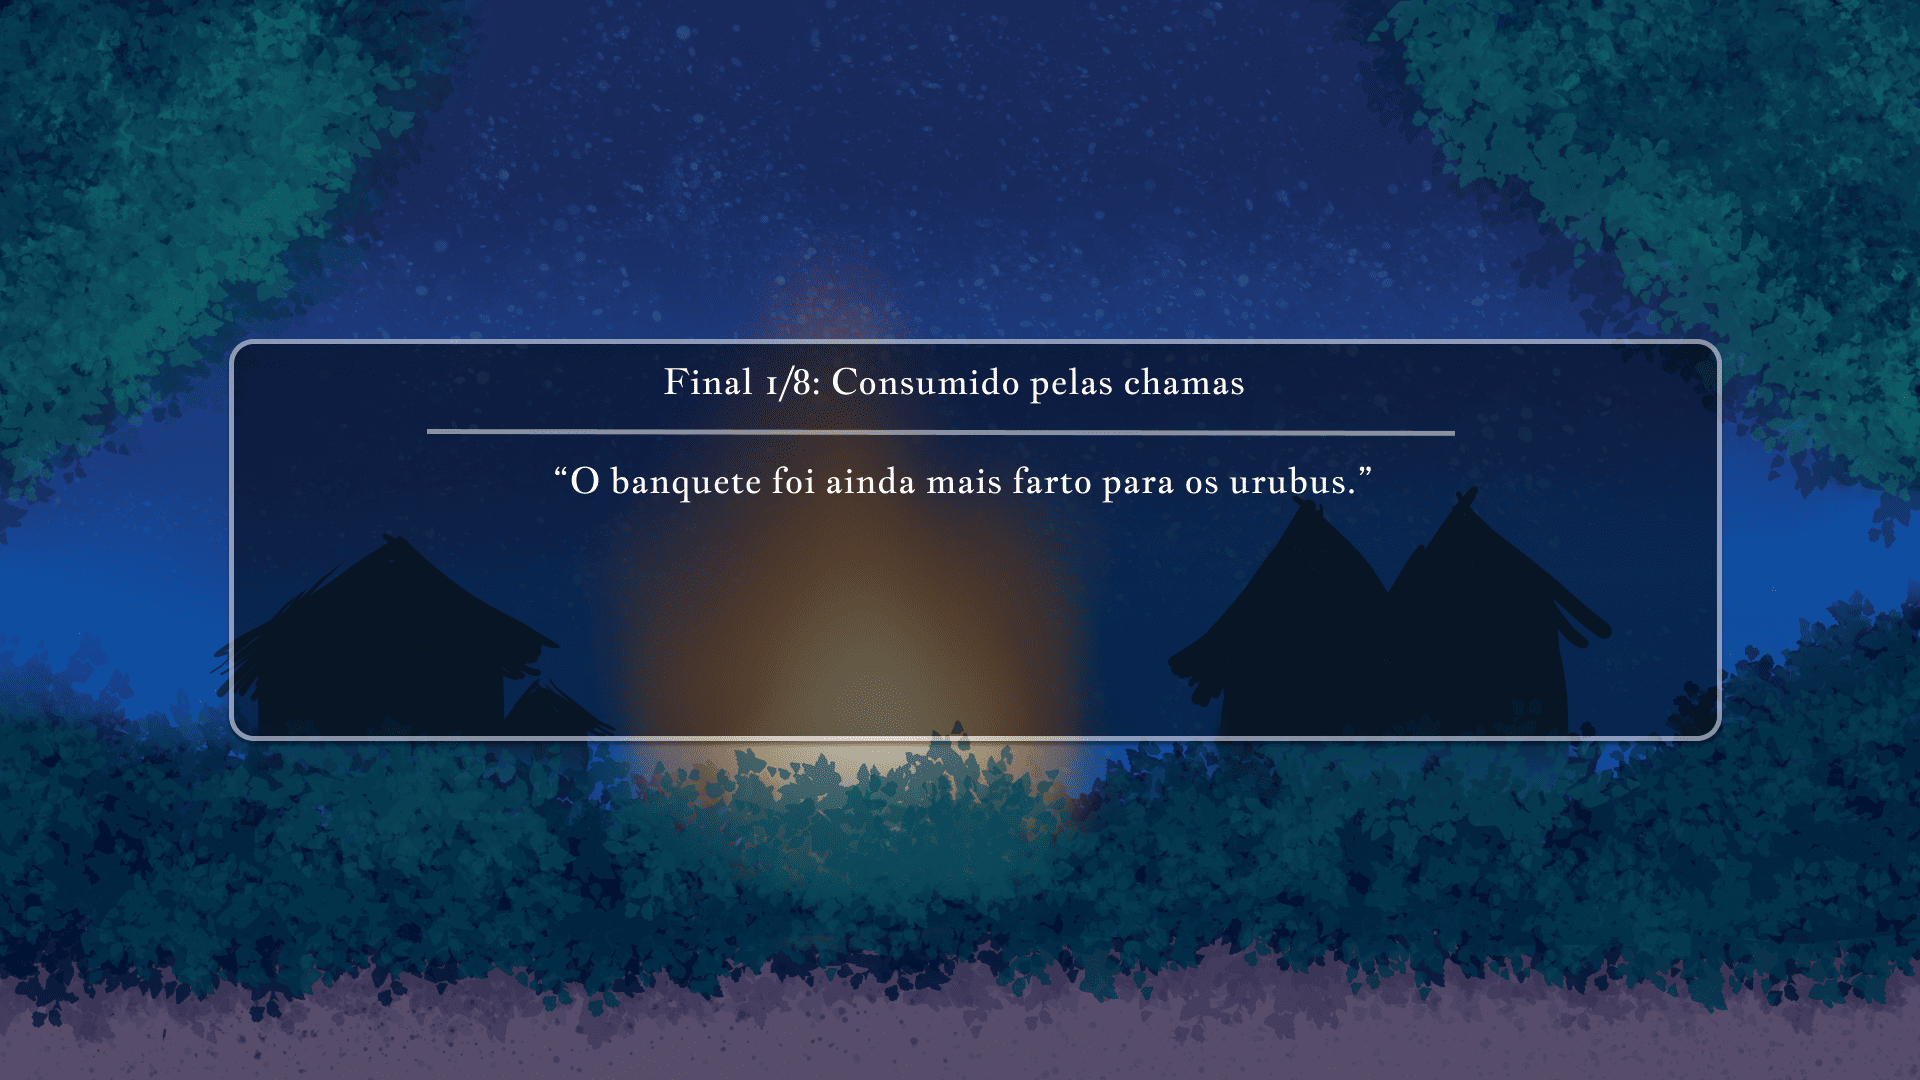 Final 1/8: Consumido pelas chamas
“O banquete foi ainda mais farto para os urubus.”